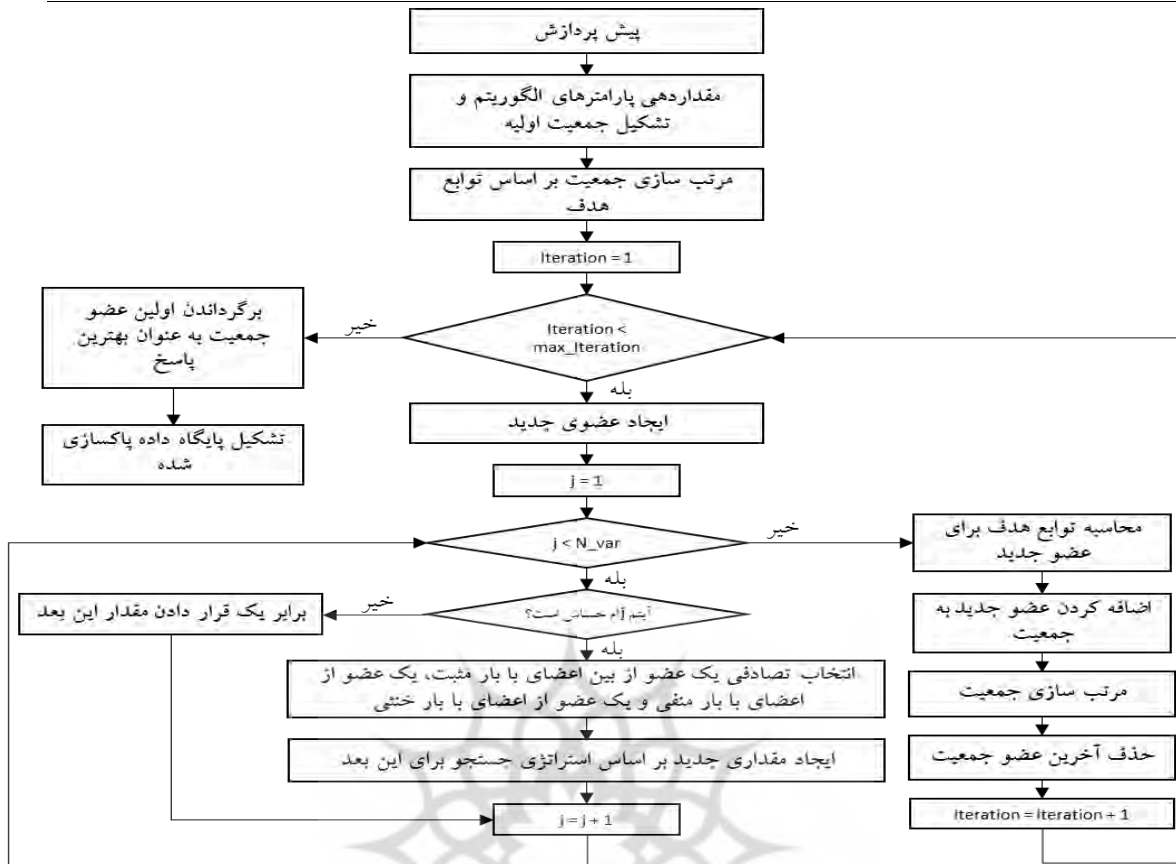 پیش پردازش
مقداردهی پارامترهای الگوریتم و
تشکیل جمعیت اولیه
مرتب سازی جمعیت بر اساس توابع
هدف
Iteration = 1
Iteration <
max_Iteration
خیر
برگرداندن اولین عضو
جمعیت به عنوان بهترین
پاسخ
تشکیل پایگاه داده پاکسازی
شده
بله
ایجاد عضوی جدید
j = 1
j < N_var
خیر
محاسبه توابع هدف برای
عضو جدید
اضافه کردن عضو جدید به
جمعیت
مرتب سازی جمعیت
حذف آخرین عضو جمعیت
Iteration = Iteration + 1
بله
آیتم jام حساس است؟
خیر
برابر یک قرار دادن مقدار این بعد
بله
انتخاب تصادفی یک عضو از بین اعضای با بار مثبت، یک عضو از
اعضای با بار منفی و یک عضو از اعضای با بار خنثی
ایجاد مقداری جدید بر اساس استراتژی جستجو برای این بعد
j = j + 1